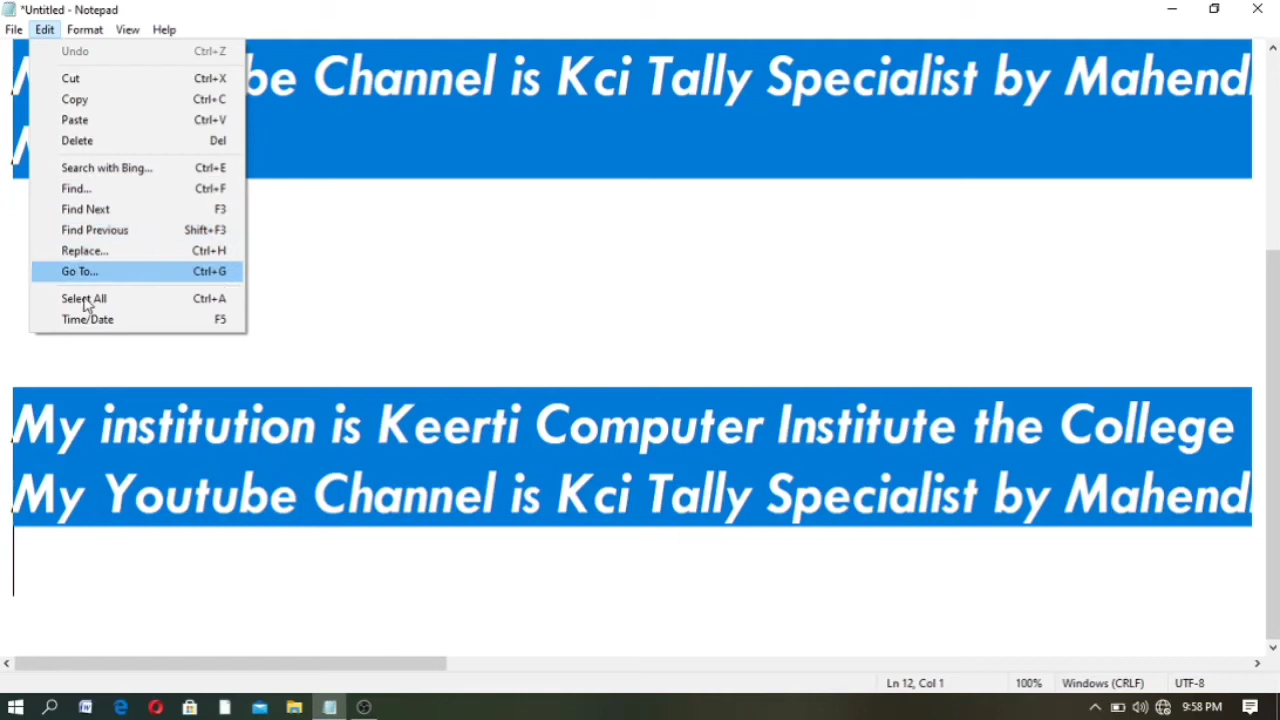 *Untitled - Notepad
File Edit Format View Help
Undo Ctrl+Z
be Channel is Kci Tally Specialist by Mahend
Cut Ctrl+X
Copy Ctrl+C
Paste Ctrl+V
Delete Del
Search with Bing... Ctrl+E
Find... Ctrl+F
Find Next F3
Find Previous Shift+F3
Replace... Ctrl+H
Go To... Ctrl+G
Select All Ctrl+A
Time/Date F5
My institution is Keerti Computer Institute the College
My Youtube Channel is Kci Tally Specialist by Mahend
Ln 12, Col 1 100% Windows (CRLF) UTF-8
9:58 PM